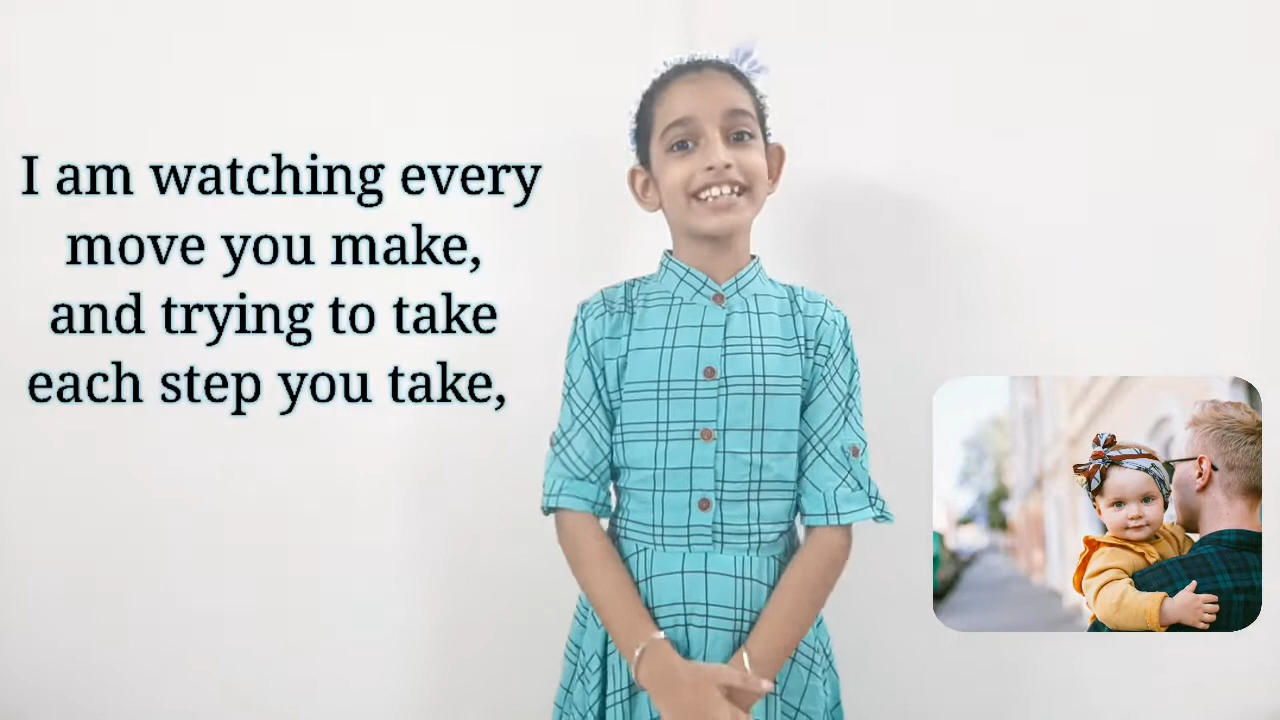 I am watching every
move you make,
and trying to take
each step you take,